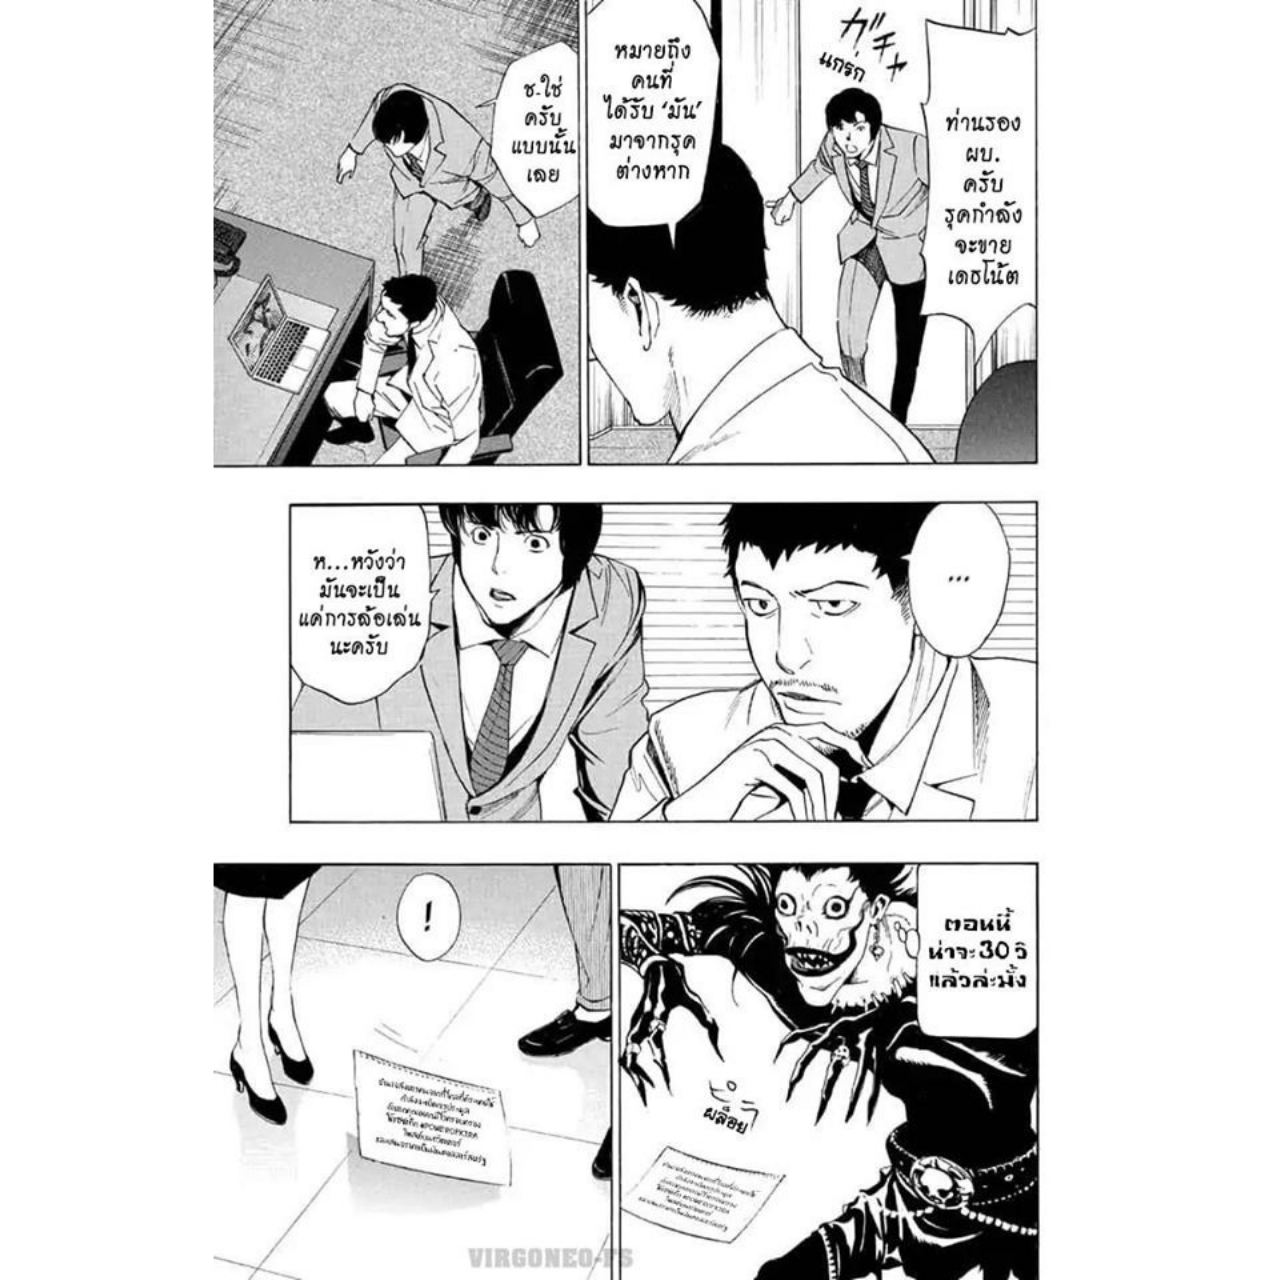 ガチャ
แกร่ก
ท่านรอง
ผบ.
ครับ
รุคกำลัง
จะขาย
เดธโน้ต
หมายถึง
คนที่
ได้รับ ‘มัน’
มาจากรุค
ต่างหาก
ช-ใช่
ครับ
แบบนั้น
เลย
...
ห...หวังว่า
มันจะเป็น
แค่การล้อเล่น
นะครับ
ตอนนี้
น่าจะ 30 วิ
แล้วล่ะมั้ง
ผล็อย
!
VIRGONEO-FS